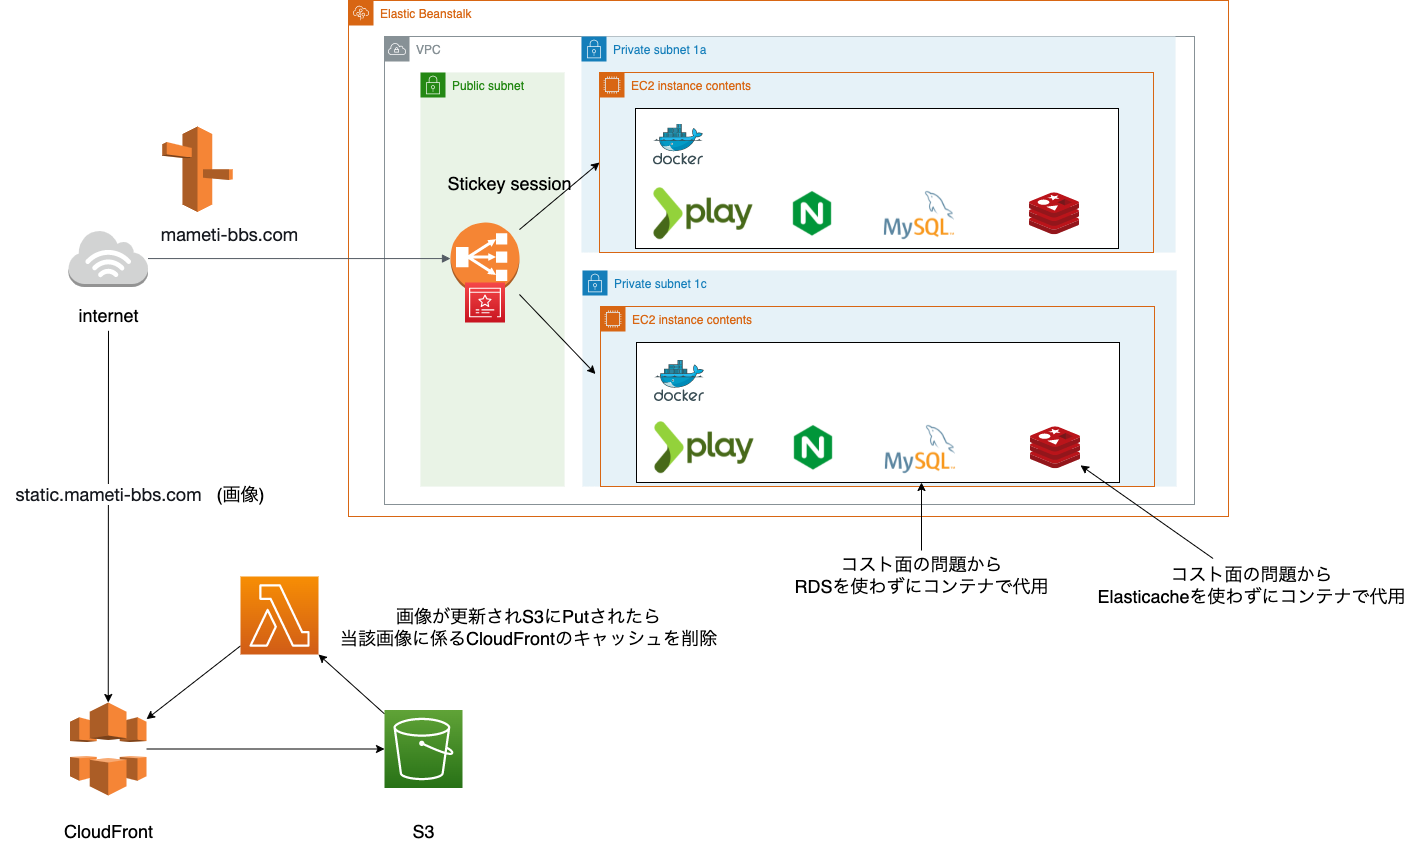 Elastic Beanstalk
VPC
Private subnet 1a
Public subnet
EC2 instance contents
docker
Stickey session
play
N
MySQL
mameti-bbs.com
internet
Private subnet 1c
EC2 instance contents
docker
play
N
MySQL
static.mameti-bbs.com (画像)
コスト面の問題から
RDSを使わずにコンテナで代用
コスト面の問題から
Elasticacheを使わずにコンテナで代用
画像が更新されS3にPutされたら
当該画像に係るCloudFrontのキャッシュを削除
CloudFront
S3